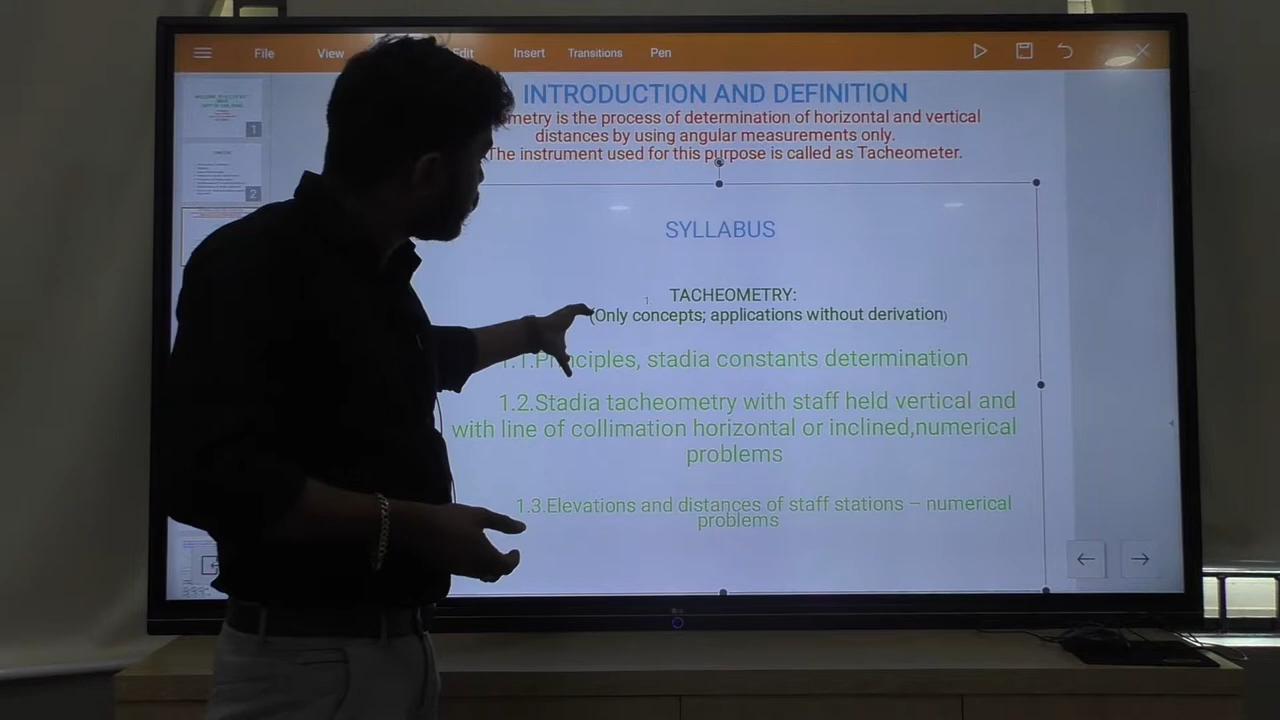 File View Edit Insert Transitions Pen
INTRODUCTION AND DEFINITION
is the process of determination of horizontal and vertical
distances by using angular measurements only.
The instrument used for this purpose is called as Tacheometer.
1
2
SYLLABUS
1. TACHEOMETRY:
(Only concepts; applications without derivation)
1.1.Principles, stadia constants determination
1.2.Stadia tacheometry with staff held vertical and
with line of collimation horizontal or inclined,numerical
problems
1.3.Elevations and distances of staff stations – numerical
problems